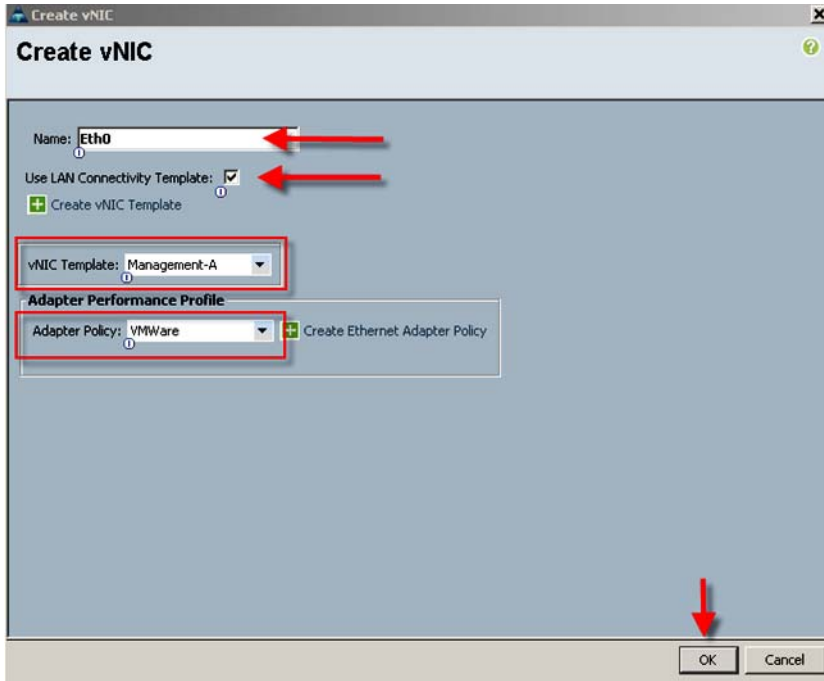 Create vNIC
Create vNIC
Name: Eth0
Use LAN Connectivity Template:
Create vNIC Template
vNIC Template: Management-A
Adapter Performance Profile
Adapter Policy: VMWare Create Ethernet Adapter Policy
OK Cancel